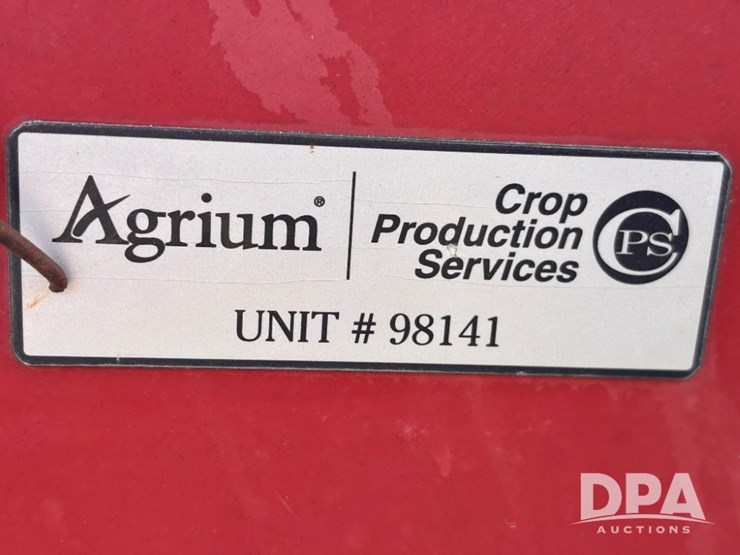 Agrium®
Crop
Production
Services
CPS
UNIT # 98141
DPA
AUCTIONS